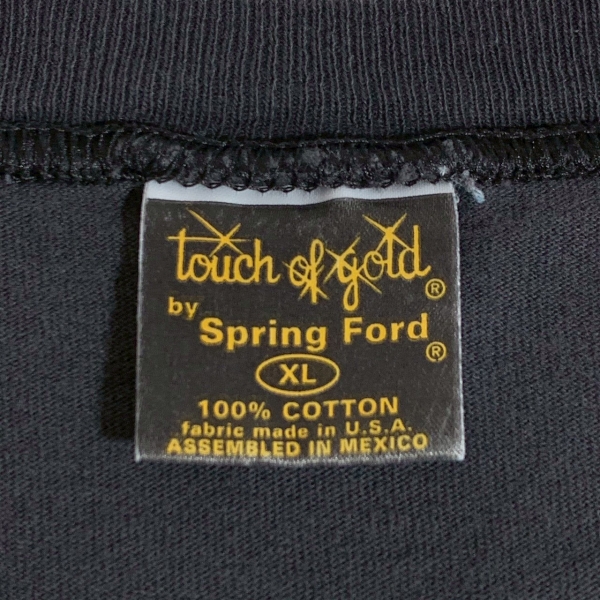 touch of gold ®
by Spring Ford ®
XL
100% COTTON
fabric made in U.S.A.
ASSEMBLED IN MEXICO